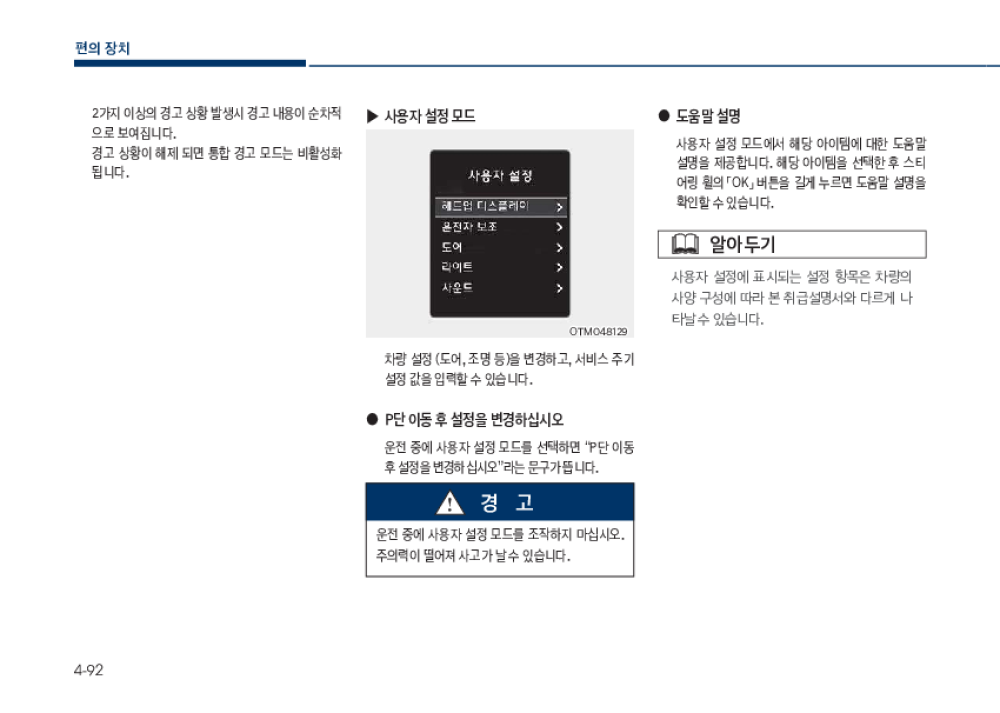 편의 장치
2가지 이상의 경고 상황 발생시 경고 내용이 순차적
으로 보여집니다.
경고 상황이 해제 되면 통합 경고 모드는 비활성화
됩니다.
▶ 사용자 설정 모드
사용자 설정
헤드업 디스플레이 >
운전자 보조 >
도어 >
라이트 >
사운드 >
OTM048129
차량 설정 (도어, 조명 등)을 변경하고, 서비스 주기
설정 값을 입력할 수 있습니다.
● P단 이동 후 설정을 변경하십시오
운전 중에 사용자 설정 모드를 선택하면 “P단 이동
후 설정을 변경하십시오”라는 문구가 뜹니다.
경 고
운전 중에 사용자 설정 모드를 조작하지 마십시오.
주의력이 떨어져 사고가 날 수 있습니다.
● 도움말 설명
사용자 설정 모드에서 해당 아이템에 대한 도움말
설명을 제공합니다. 해당 아이템을 선택한 후 스티
어링 휠의 「OK」 버튼을 길게 누르면 도움말 설명을
확인할 수 있습니다.
알아두기
사용자 설정에 표시되는 설정 항목은 차량의
사양 구성에 따라 본 취급설명서와 다르게 나
타날 수 있습니다.
4-92